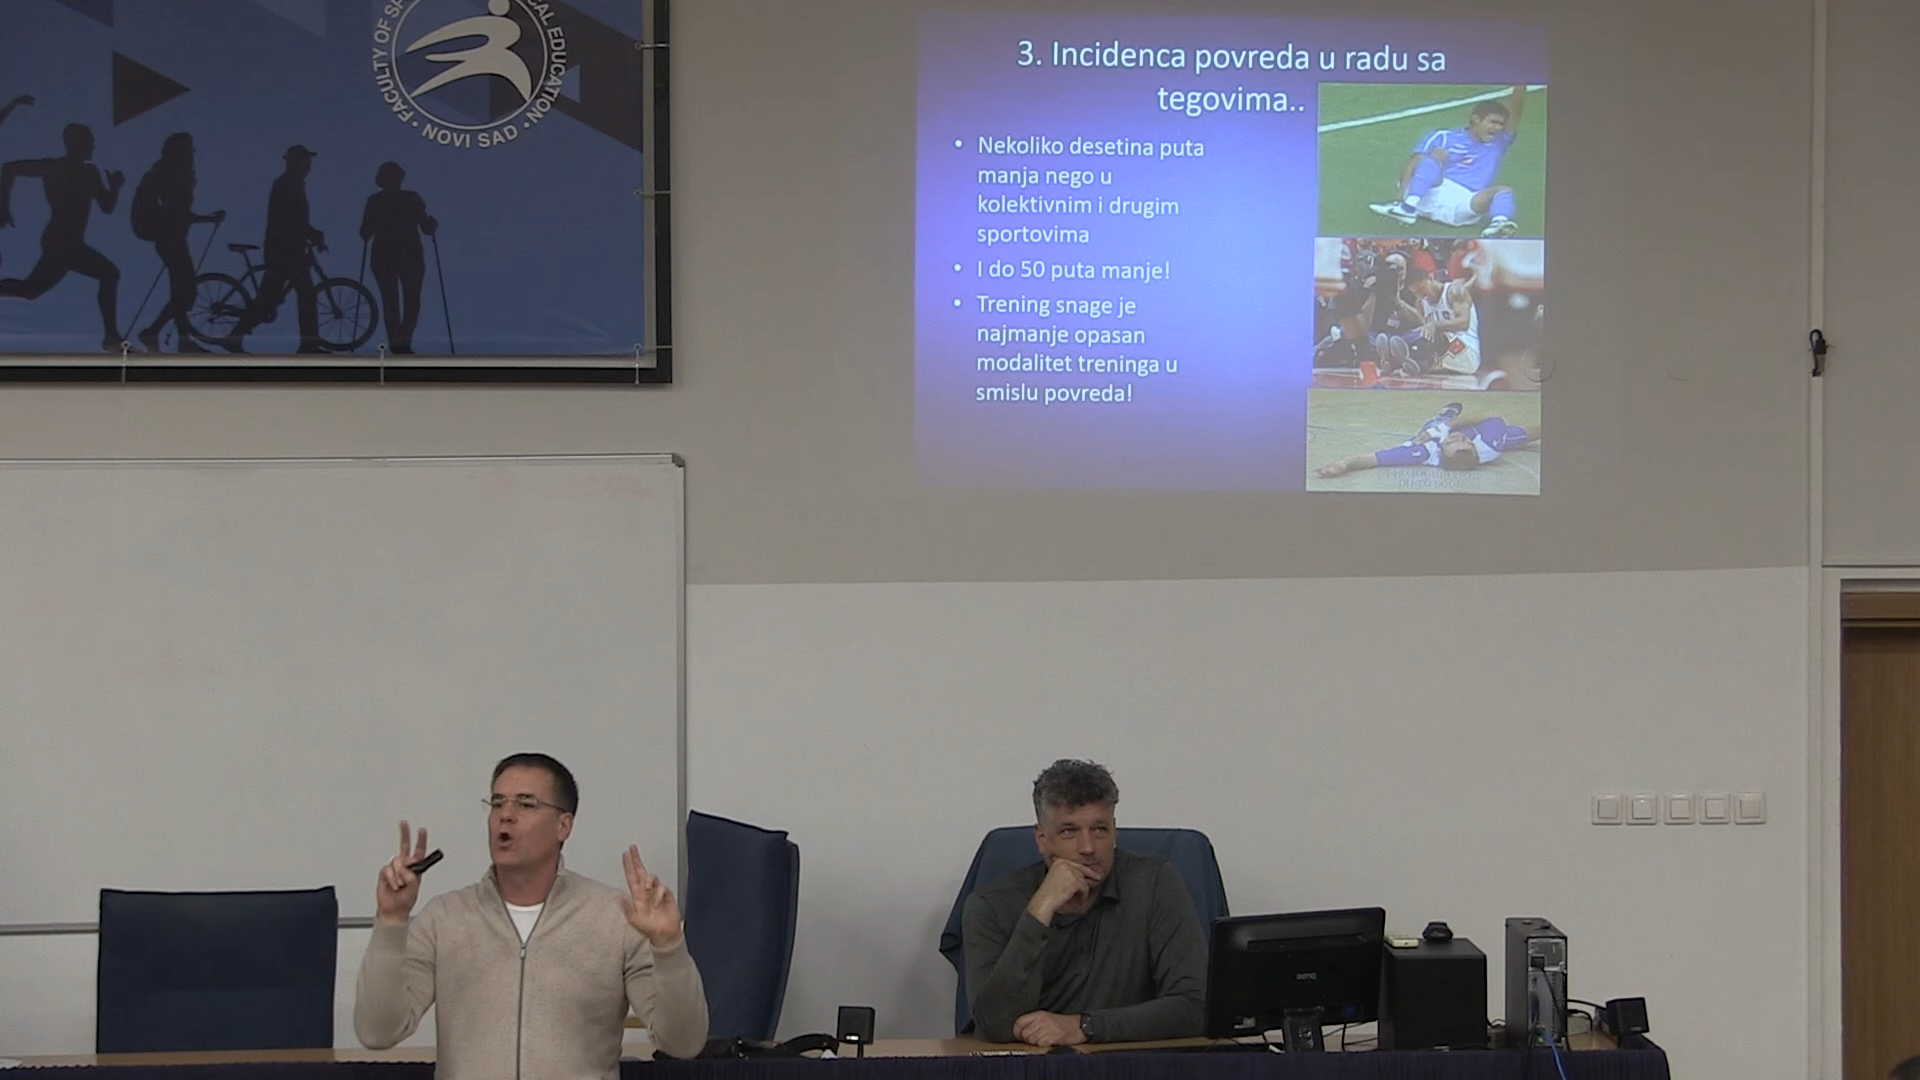 FACULTY OF SP
CAL EDUCATION
• NOVI SAD •
3. Incidenca povreda u radu sa
tegovima..
• Nekoliko desetina puta
manja nego u
kolektivnim i drugim
sportovima
• I do 50 puta manje!
• Trening snage je
najmanje opasan
modalitet treninga u
smislu povreda!
BENQ